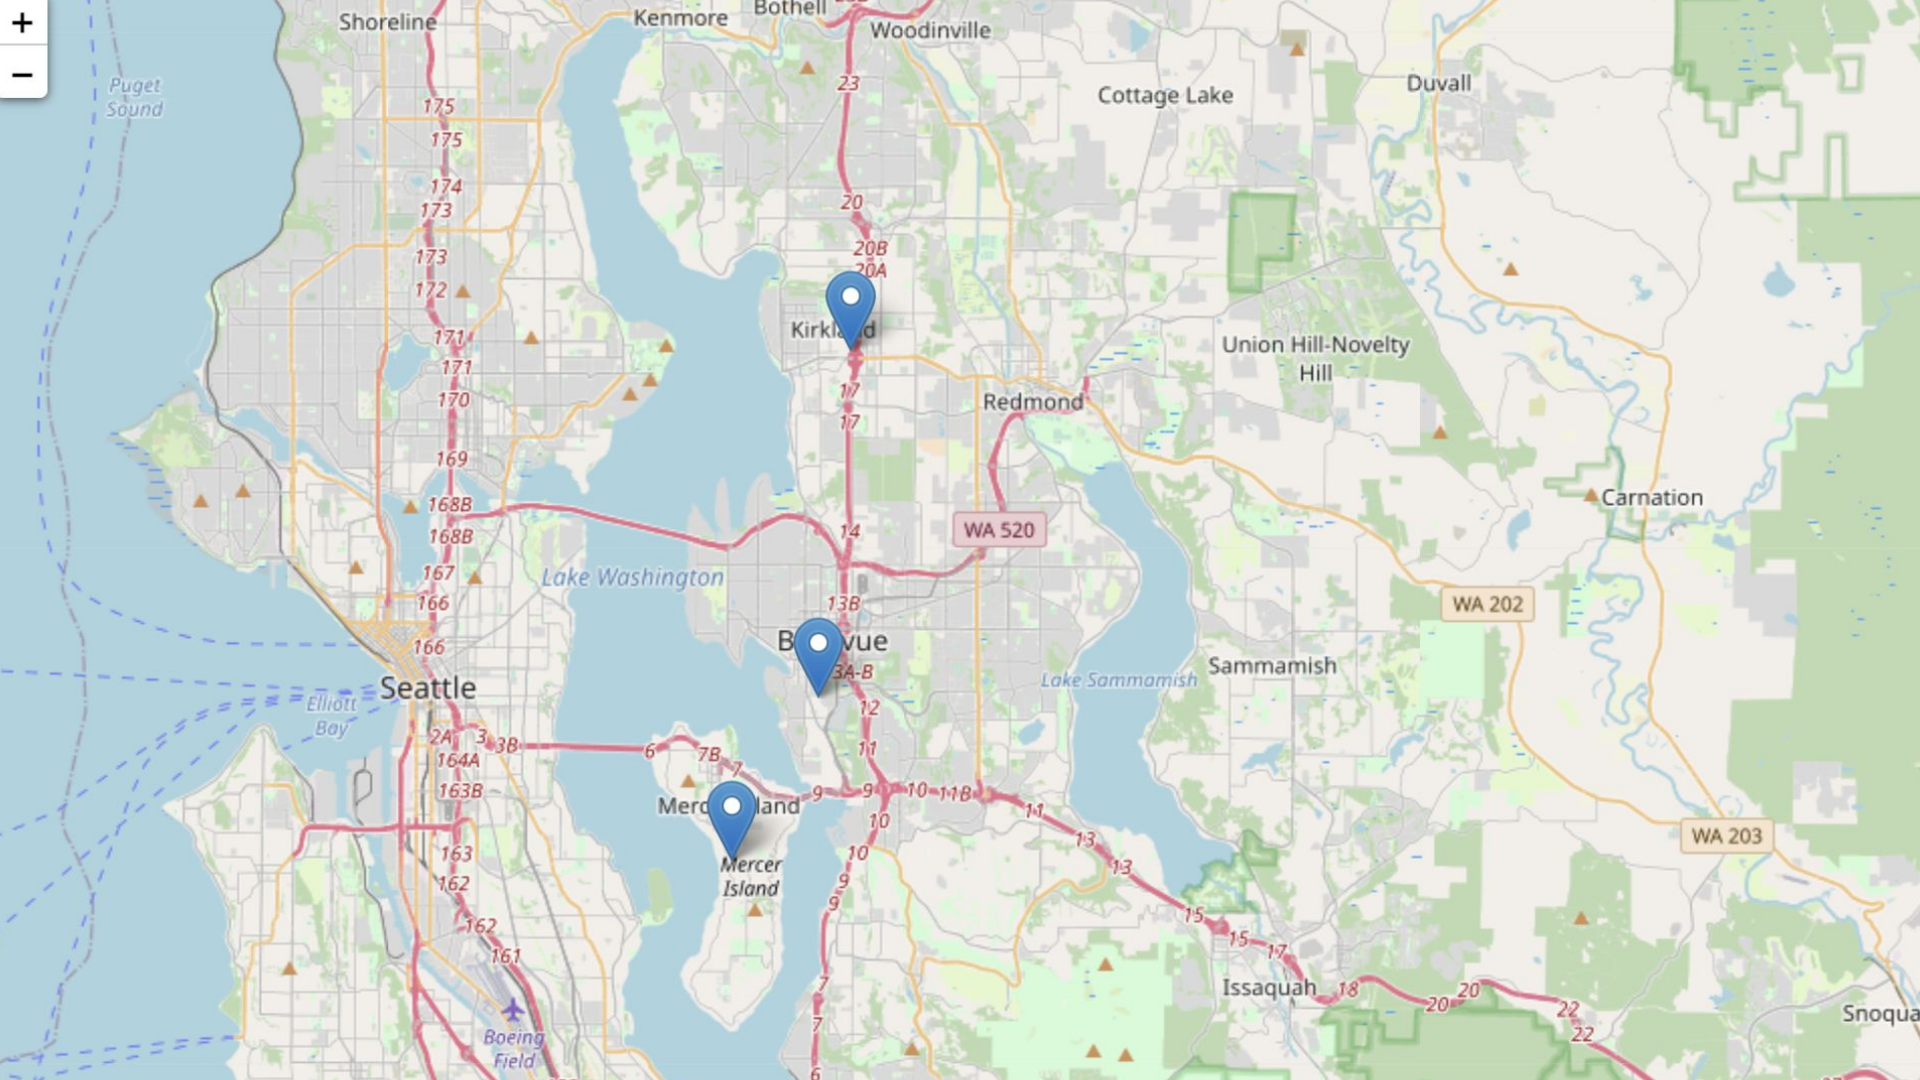 +
−
Shoreline
Kenmore
Bothell
Woodinville
Puget
Sound
23
Cottage Lake
Duvall
175
175
174
173
20
20B
20A
173
172
Kirkland
171
171
170
17
17
Union Hill-Novelty
Hill
Redmond
169
168B
168B
Carnation
14
WA 520
Lake Washington
167
166
13B
WA 202
166
Bellevue
3A-B
Sammamish
Lake Sammamish
Seattle
Elliott
Bay
12
11
2A
3
3B
6
7B
7
164A
163B
9
9
10
11B
11
Mercer Island
10
13
WA 203
163
10
13
Mercer
Island
162
9
9
15
162
15
17
161
7
Issaquah
18
20
20
22
22
Snoqua
7
Boeing
Field
6